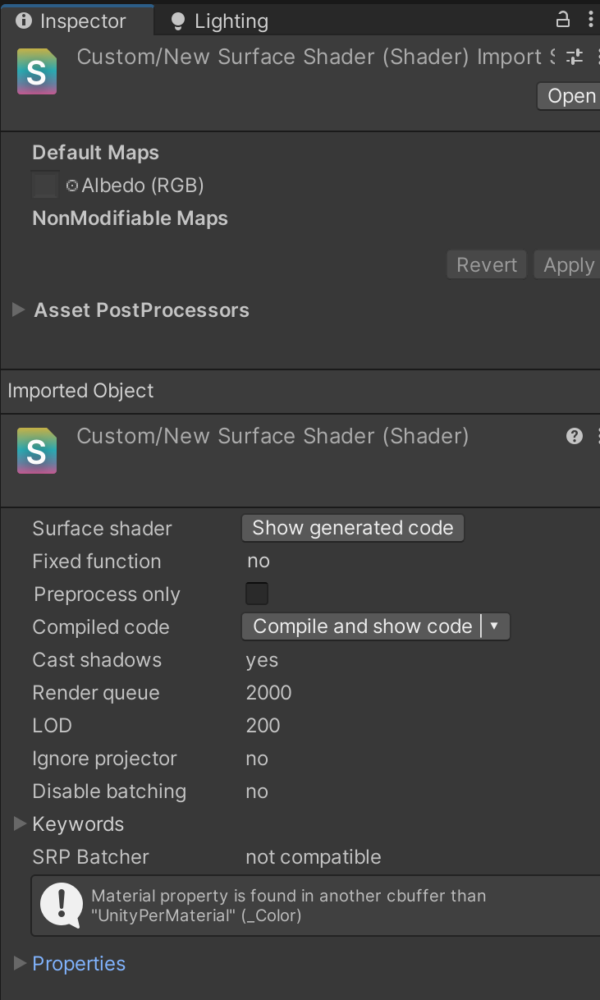 Inspector
Lighting
Custom/New Surface Shader (Shader) Import
Open
Default Maps
Albedo (RGB)
NonModifiable Maps
Revert
Apply
Asset PostProcessors
Imported Object
S
Custom/New Surface Shader (Shader)
S
Surface shader
Show generated code
Fixed function
no
Preprocess only
Compiled code
Compile and show code
Cast shadows
yes
Render queue
2000
LOD
200
Ignore projector
no
Disable batching
no
Keywords
SRP Batcher
not compatible
Material property is found in another cbuffer than
"UnityPerMaterial" (_Color)
Properties